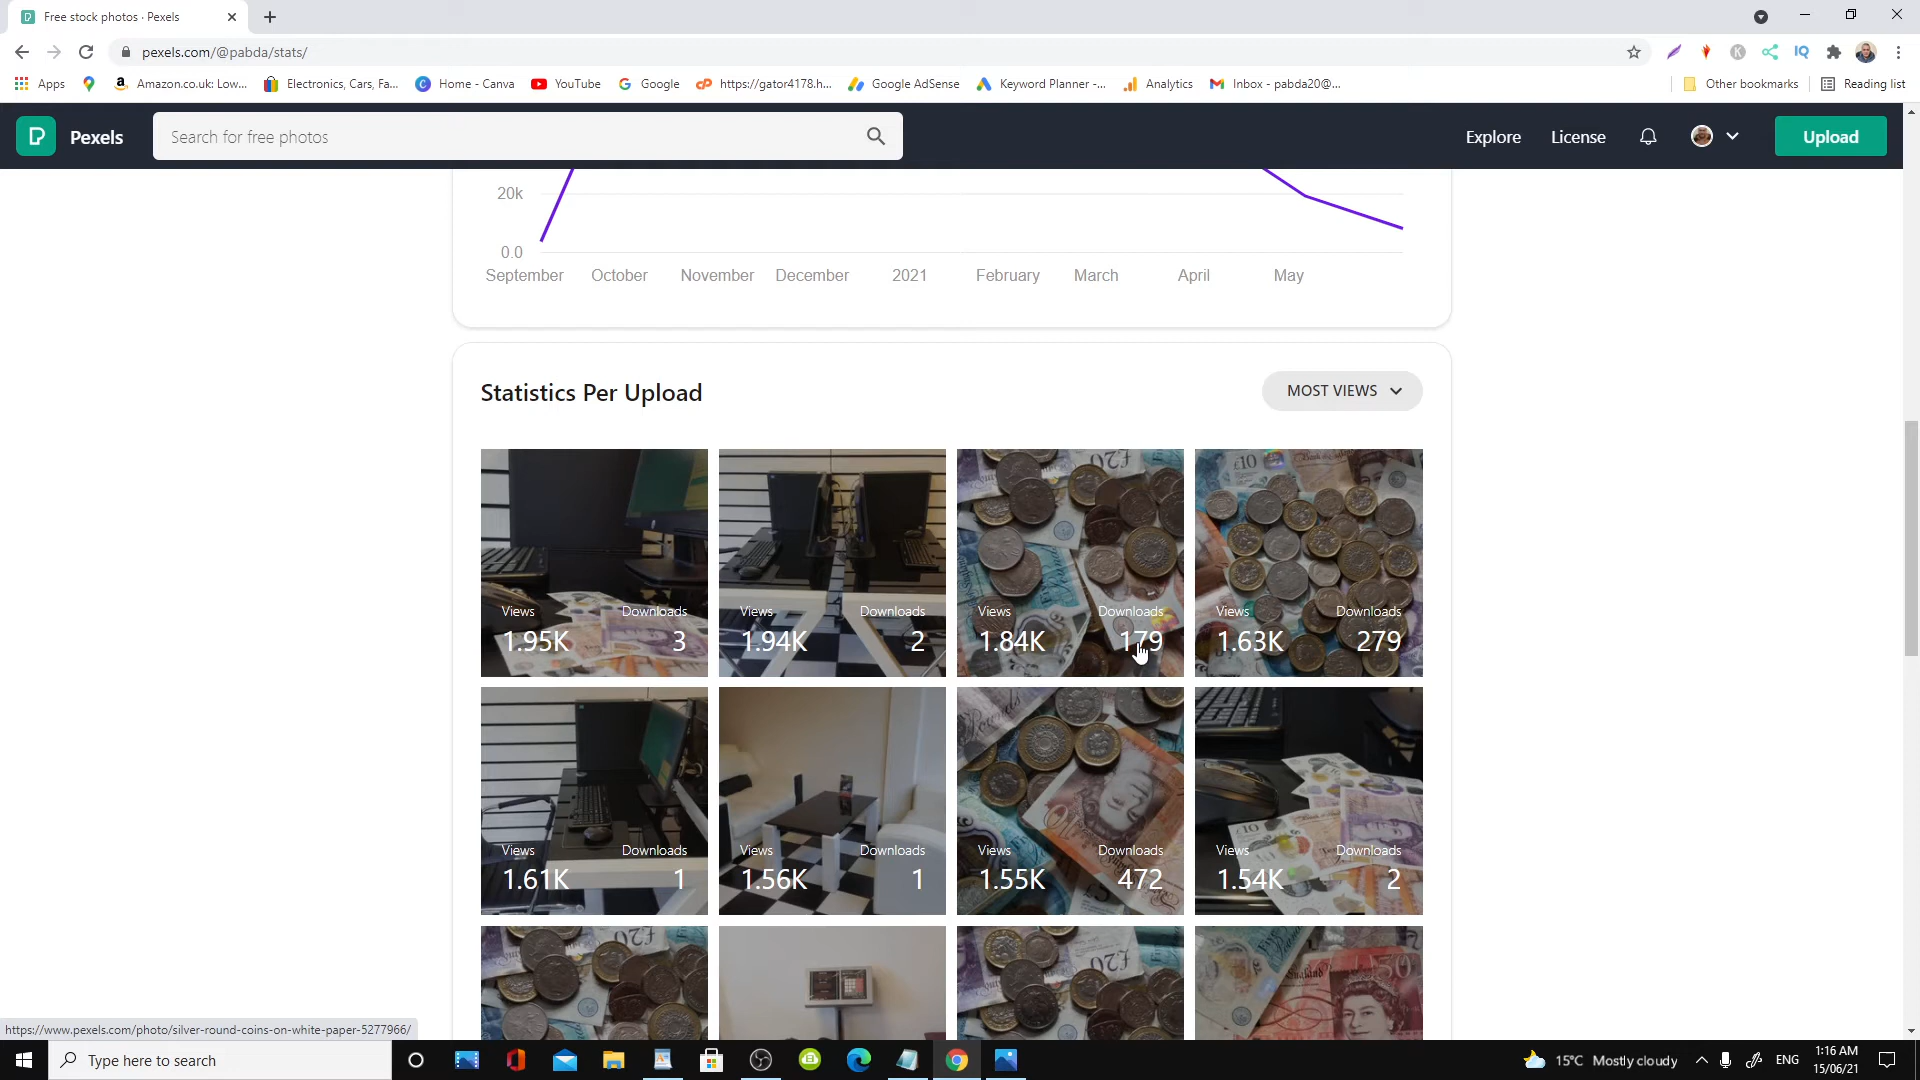 Free stock photos · Pexels
pexels.com/@pabda/stats/
Apps
Amazon.co.uk: Low...
Electronics, Cars, Fa...
Home - Canva
YouTube
Google
https://gator4178.h...
Google AdSense
Keyword Planner -...
Analytics
Inbox - pabda20@...
Other bookmarks
Reading list
Pexels
Search for free photos
Explore
License
Upload
20k
0.0
September October November December 2021 February March April May
Statistics Per Upload
MOST VIEWS
Views Downloads
1.95K 3
Views Downloads
1.94K 2
Views Downloads
1.84K 179
Views Downloads
1.63K 279
Views Downloads
1.61K 1
Views Downloads
1.56K 1
Views Downloads
1.55K 472
Views Downloads
1.54K 2
https://www.pexels.com/photo/silver-round-coins-on-white-paper-5277966/
Type here to search
15°C Mostly cloudy
ENG
1:16 AM
15/06/21